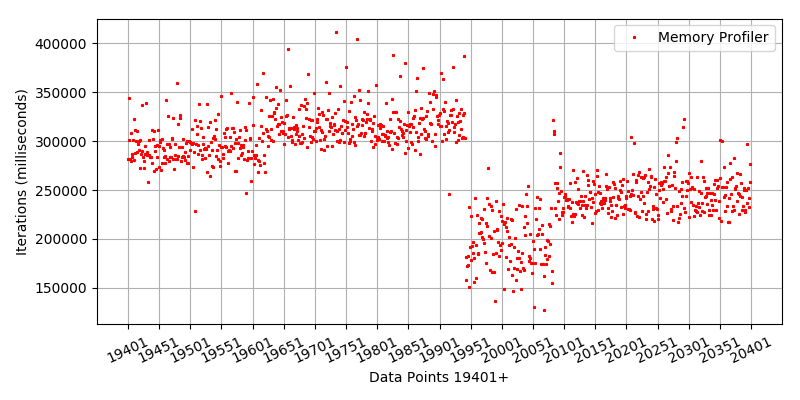 Memory Profiler
400000
350000
300000
250000
200000
150000
Iterations (milliseconds)
19401 19451 19501 19551 19601 19651 19701 19751 19801 19851 19901 19951 20001 20051 20101 20151 20201 20251 20301 20351 20401
Data Points 19401+